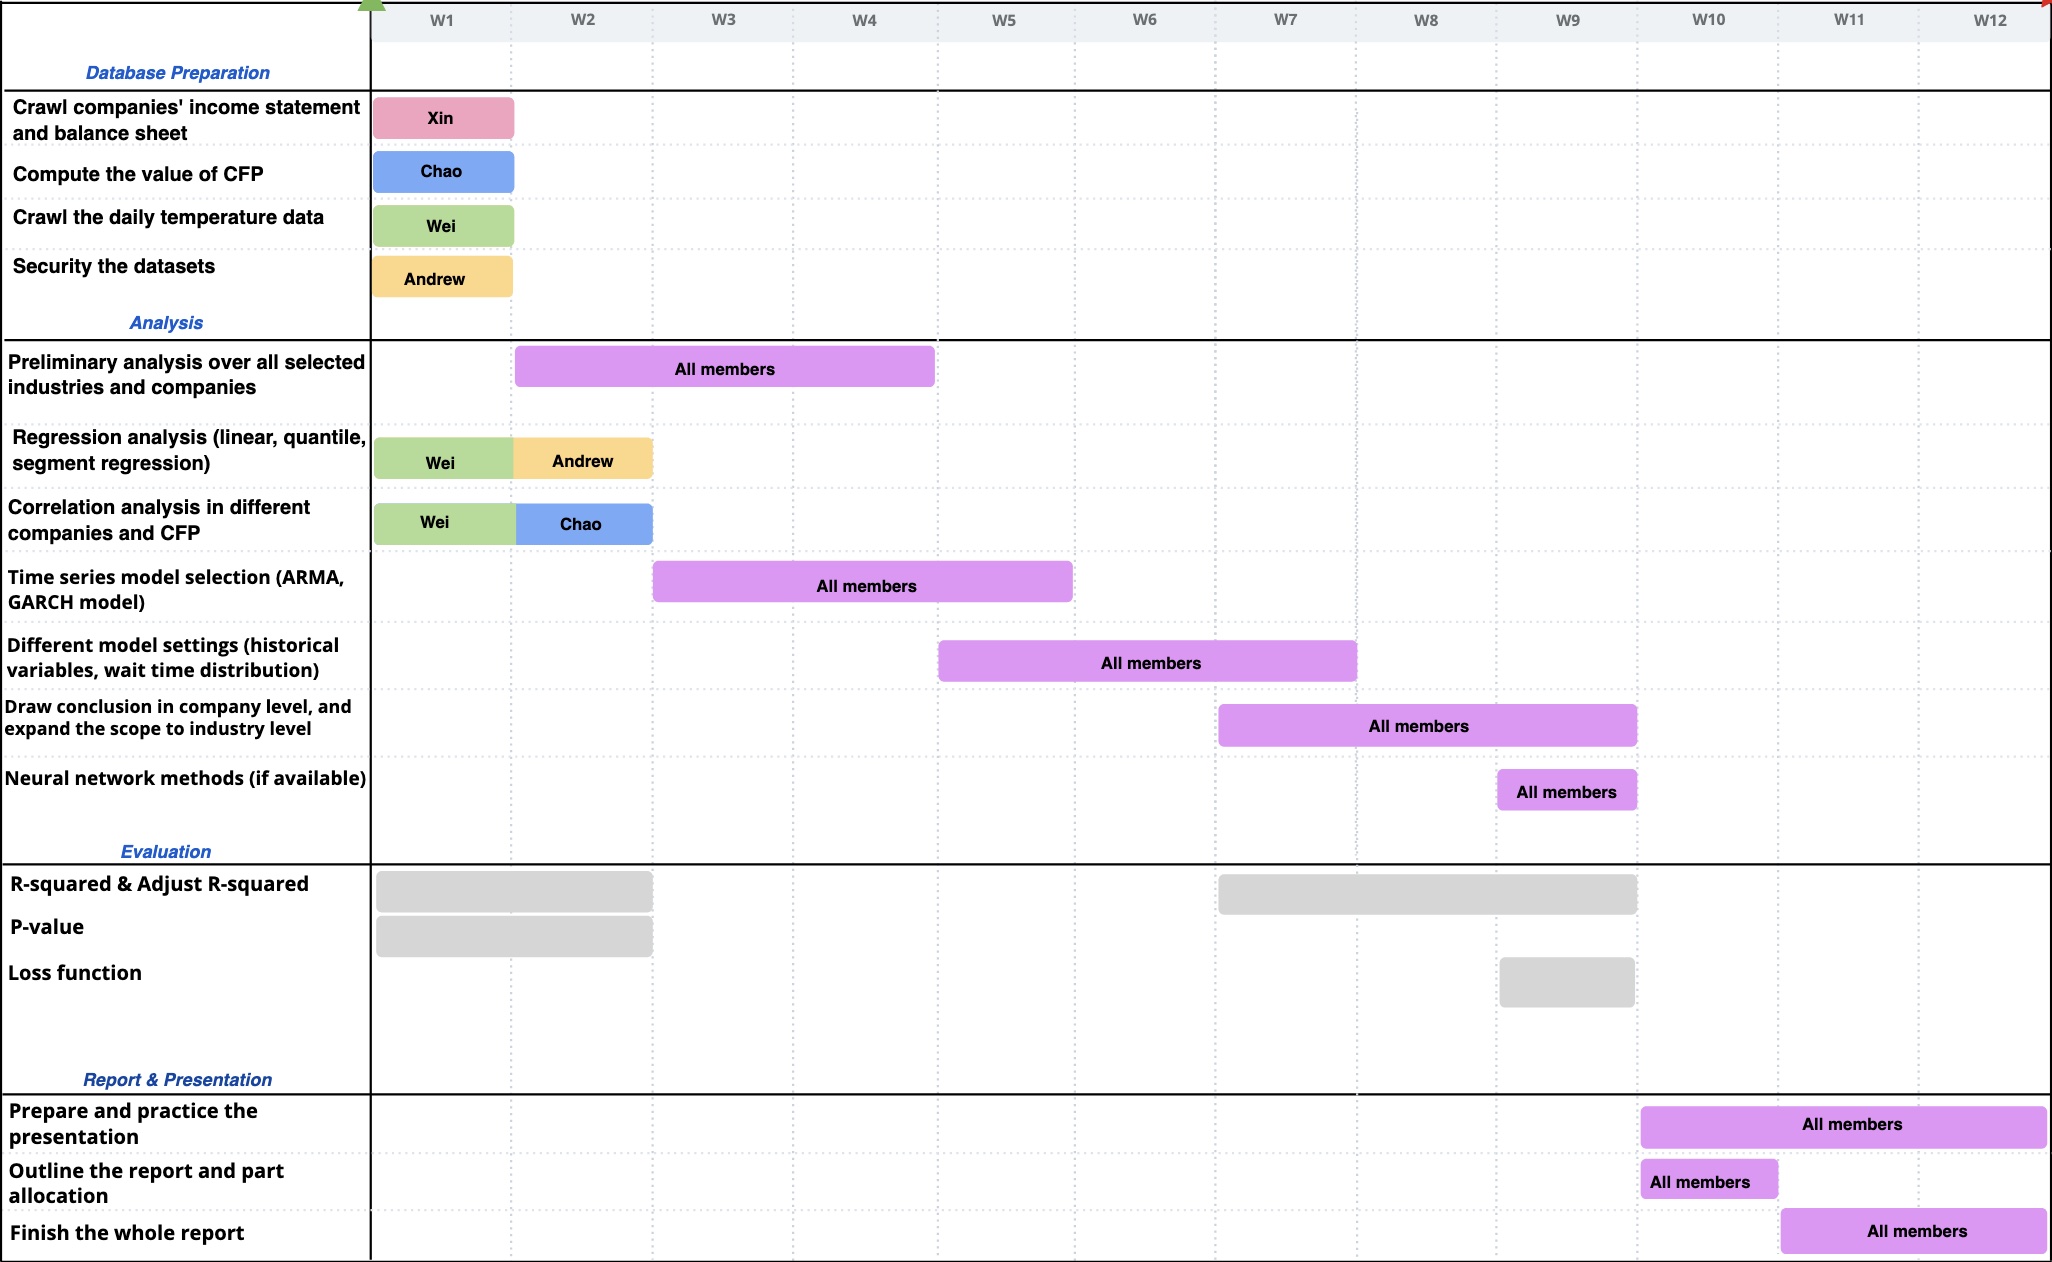 W1 W2 W3 W4 W5 W6 W7 W8 W9 W10 W11 W12
Database Preparation
Crawl companies' income statement
and balance sheet
Xin
Compute the value of CFP
Chao
Crawl the daily temperature data
Wei
Security the datasets
Andrew
Analysis
Preliminary analysis over all selected
industries and companies
All members
Regression analysis (linear, quantile,
segment regression)
Wei Andrew
Correlation analysis in different
companies and CFP
Wei Chao
Time series model selection (ARMA,
GARCH model)
All members
Different model settings (historical
variables, wait time distribution)
All members
Draw conclusion in company level, and
expand the scope to industry level
All members
Neural network methods (if available)
All members
Evaluation
R-squared & Adjust R-squared
P-value
Loss function
Report & Presentation
Prepare and practice the
presentation
All members
Outline the report and part
allocation
All members
Finish the whole report
All members